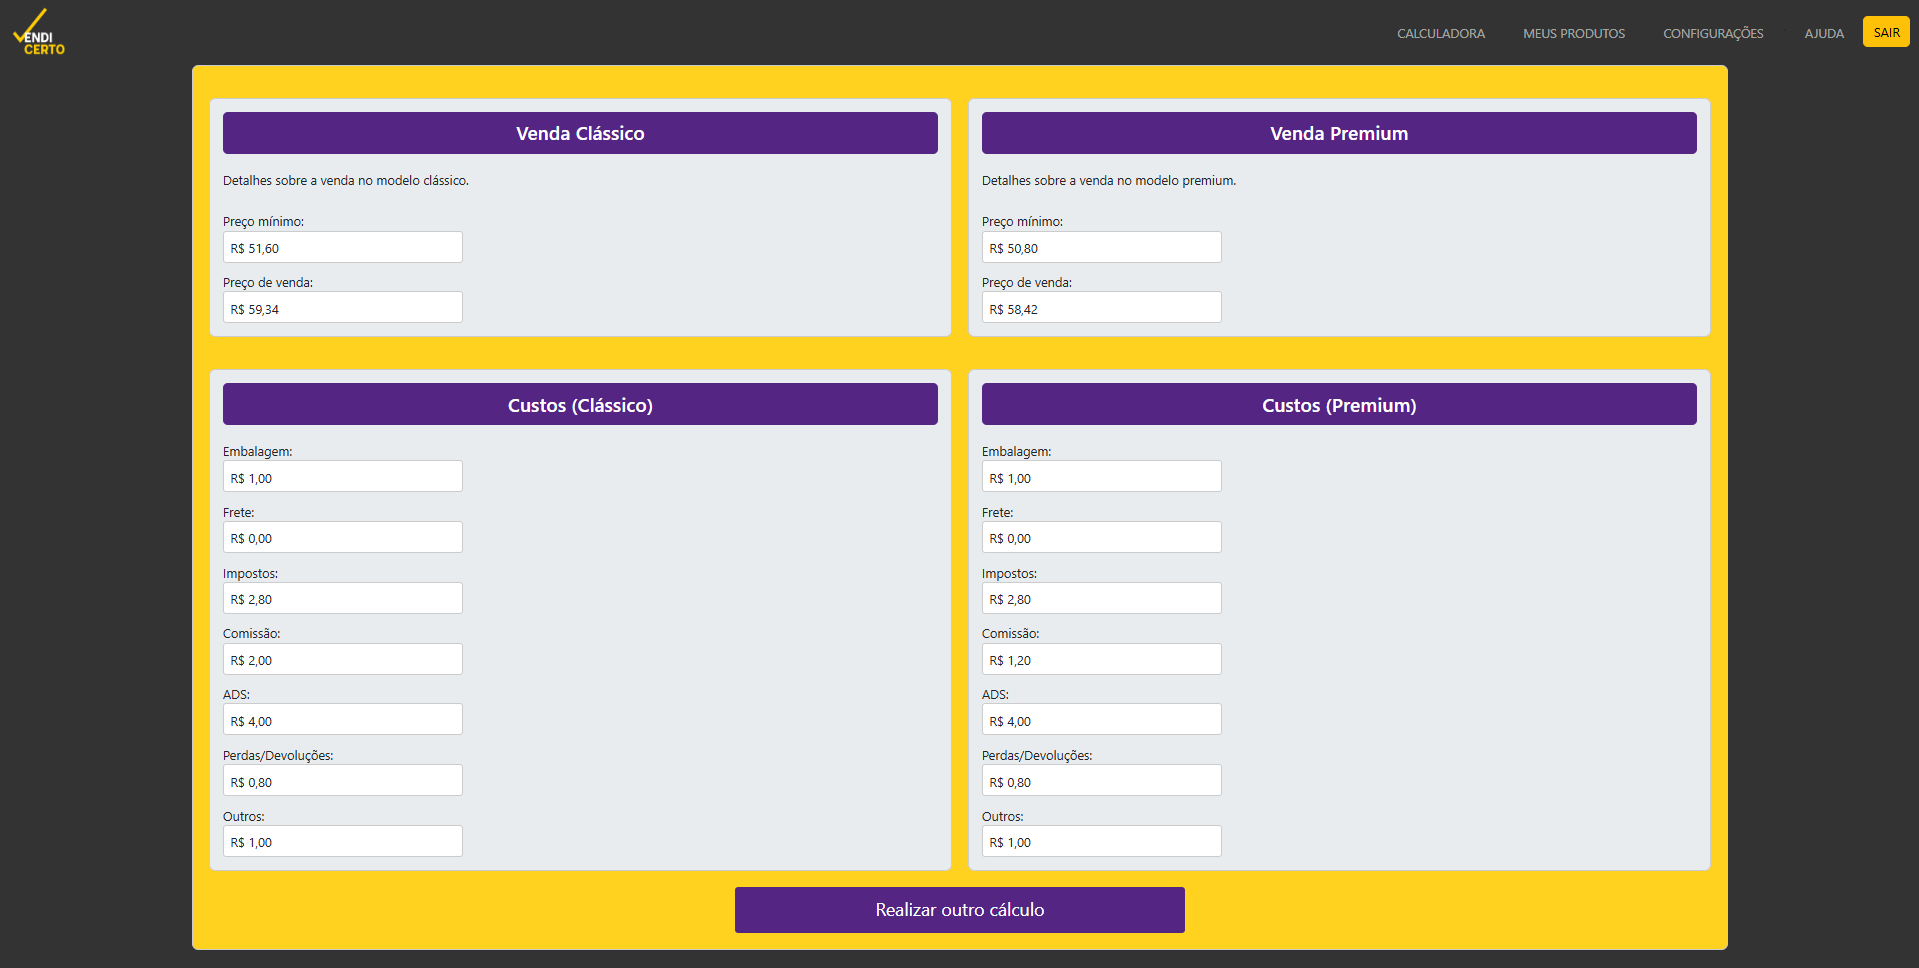 VENDI
CERTO
CALCULADORA MEUS PRODUTOS CONFIGURAÇÕES AJUDA SAIR
Venda Clássico
Detalhes sobre a venda no modelo clássico.
Preço mínimo:
R$ 51,60
Preço de venda:
R$ 59,34
Venda Premium
Detalhes sobre a venda no modelo premium.
Preço mínimo:
R$ 50,80
Preço de venda:
R$ 58,42
Custos (Clássico)
Embalagem:
R$ 1,00
Frete:
R$ 0,00
Impostos:
R$ 2,80
Comissão:
R$ 2,00
ADS:
R$ 4,00
Perdas/Devoluções:
R$ 0,80
Outros:
R$ 1,00
Custos (Premium)
Embalagem:
R$ 1,00
Frete:
R$ 0,00
Impostos:
R$ 2,80
Comissão:
R$ 1,20
ADS:
R$ 4,00
Perdas/Devoluções:
R$ 0,80
Outros:
R$ 1,00
Realizar outro cálculo